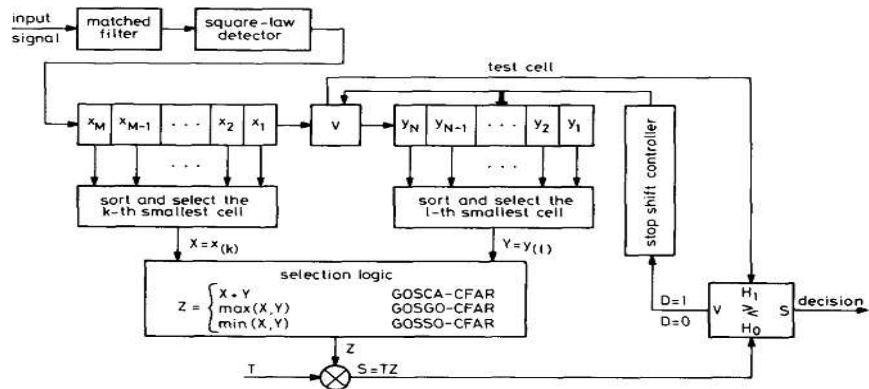 input
signal
matched
filter
square-law
detector
test cell
x_M x_M-1 . . . x_2 x_1
v
y_N y_N-1 . . . y_2 y_1
. . .
. . .
sort and select the
k-th smallest cell
sort and select the
l-th smallest cell
stop shift controller
X=x_(k)
Y=y_(l)
selection logic
Z = { X + Y GOSCA-CFAR
max(X,Y) GOSGO-CFAR
min(X,Y) GOSSO-CFAR
D=1
D=0
V H_1 ≷ H_0 S
decision
Z
T
S=TZ